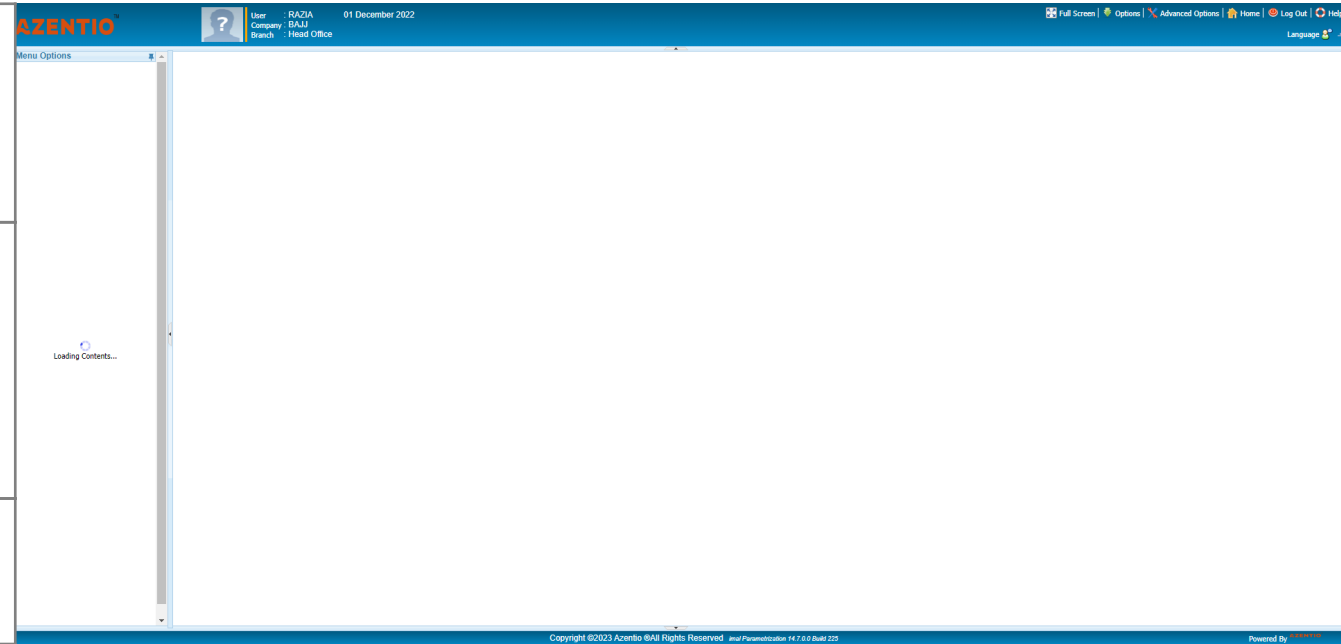 AZENTIO™
User : RAZIA 01 December 2022
Company : BAJJ
Branch : Head Office
Full Screen | Options | Advanced Options | Home | Log Out | Help
Language
Menu Options
?
Loading Contents...
Copyright ©2023 Azentio ®All Rights Reserved imal Parametrization 14.7.0.0 Build 225
Powered By AZENTIO